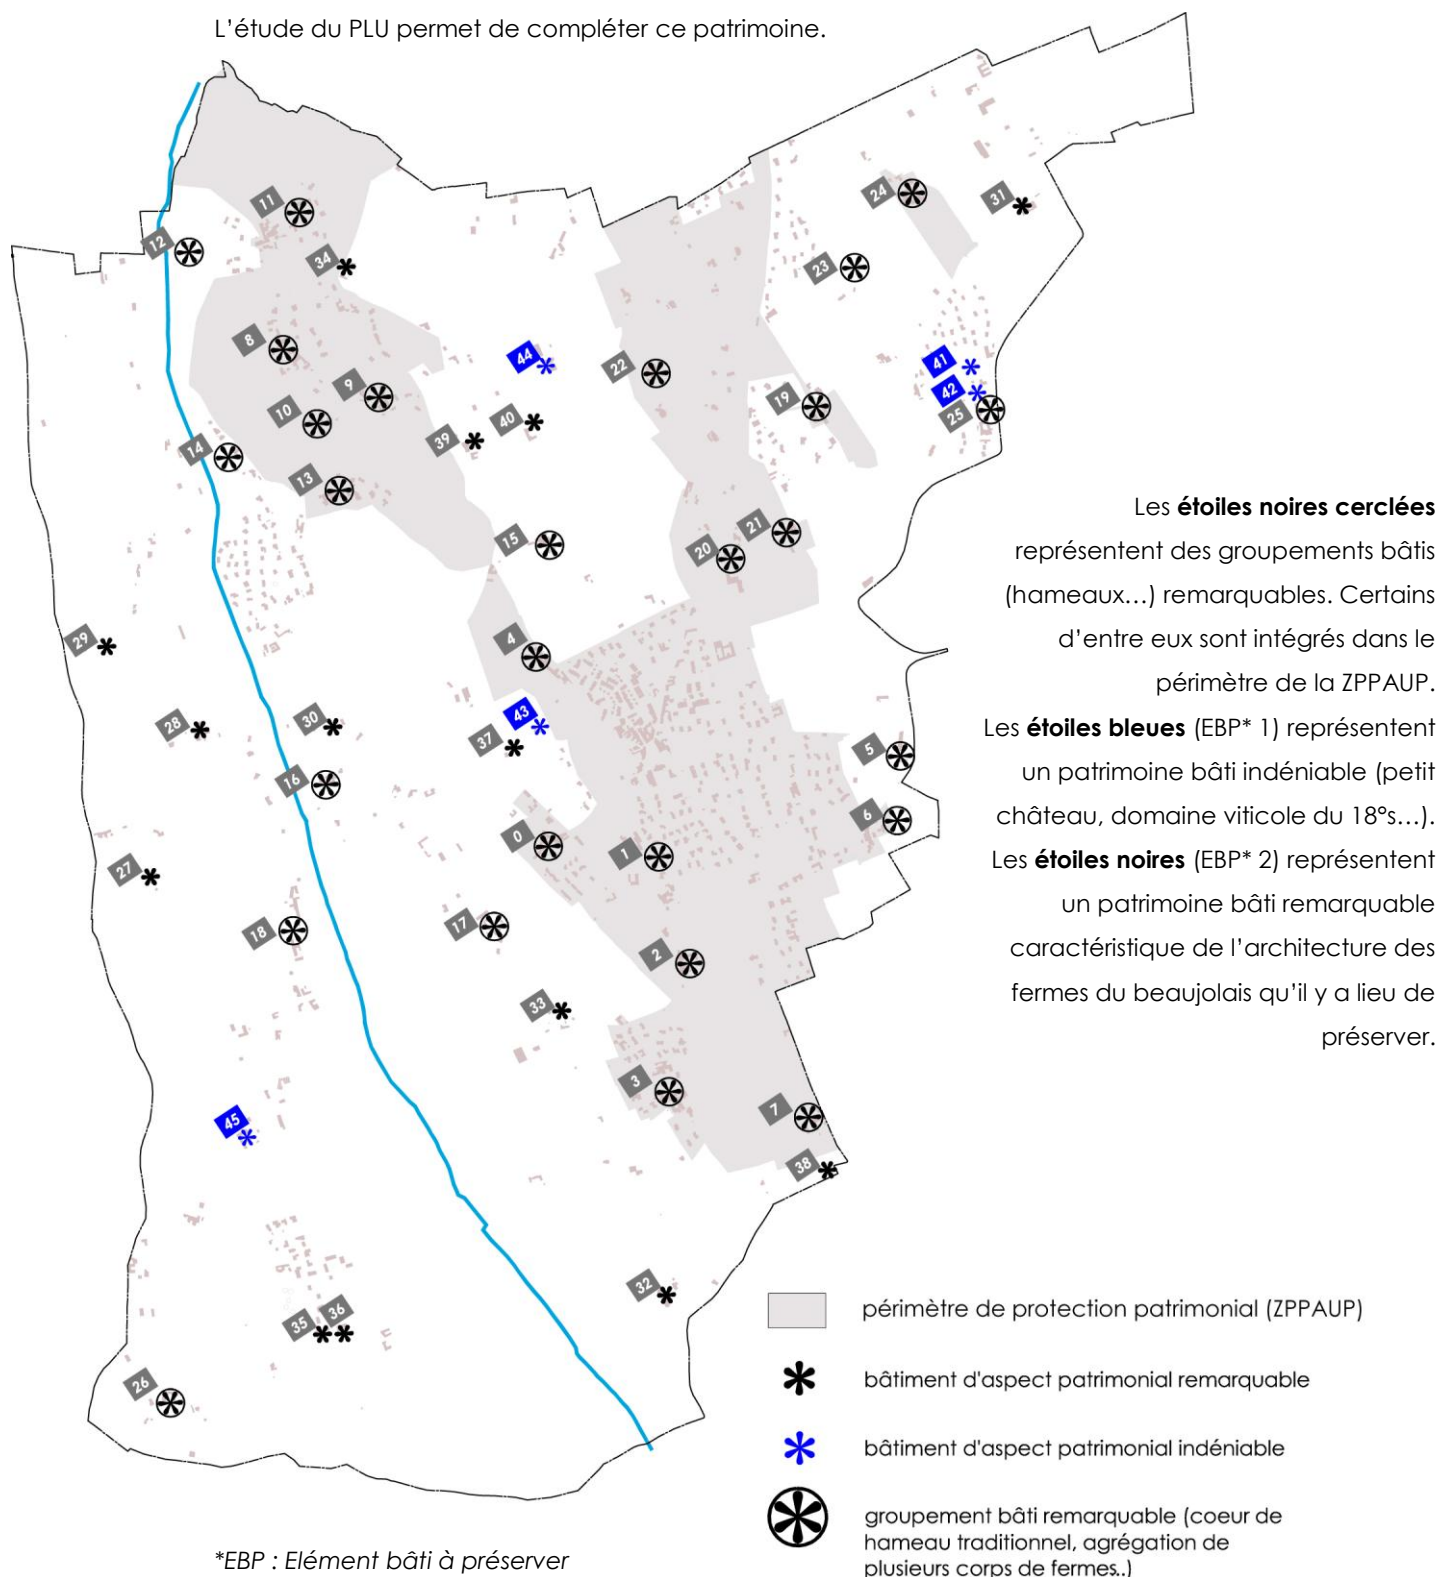 L'étude du PLU permet de compléter ce patrimoine.
11
12
34
24
31
23
8
9
10
44
22
41
42
25
19
39
40
14
13
15
20
21
4
29
28
30
43
37
16
5
6
0
1
27
18
17
2
33
3
7
38
45
32
35
36
26
Les étoiles noires cerclées
représentent des groupements bâtis
(hameaux…) remarquables. Certains
d'entre eux sont intégrés dans le
périmètre de la ZPPAUP.
Les étoiles bleues (EBP* 1) représentent
un patrimoine bâti indéniable (petit
château, domaine viticole du 18°s…).
Les étoiles noires (EBP* 2) représentent
un patrimoine bâti remarquable
caractéristique de l'architecture des
fermes du beaujolais qu'il y a lieu de
préserver.
périmètre de protection patrimonial (ZPPAUP)
bâtiment d'aspect patrimonial remarquable
bâtiment d'aspect patrimonial indéniable
groupement bâti remarquable (coeur de
hameau traditionnel, agrégation de
plusieurs corps de fermes..)
*EBP : Elément bâti à préserver